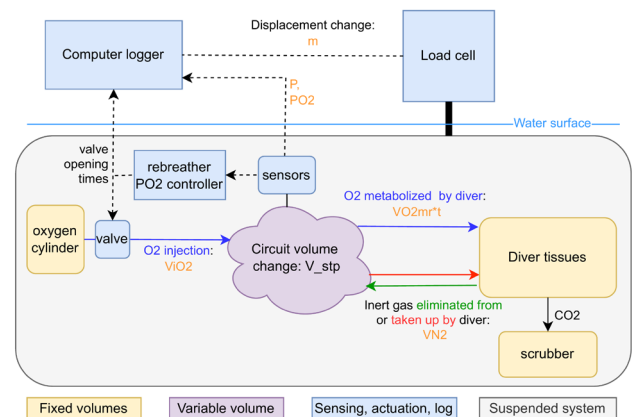 Displacement change:
m
Computer logger
Load cell
P,
PO2
Water surface
valve
opening
times
rebreather
PO2 controller
sensors
oxygen
cylinder
valve
O2 injection:
ViO2
Circuit volume
change: V_stp
O2 metabolized by diver:
VO2mr*t
Diver tissues
Inert gas eliminated from
or taken up by diver:
VN2
CO2
scrubber
Fixed volumes
Variable volume
Sensing, actuation, log
Suspended system